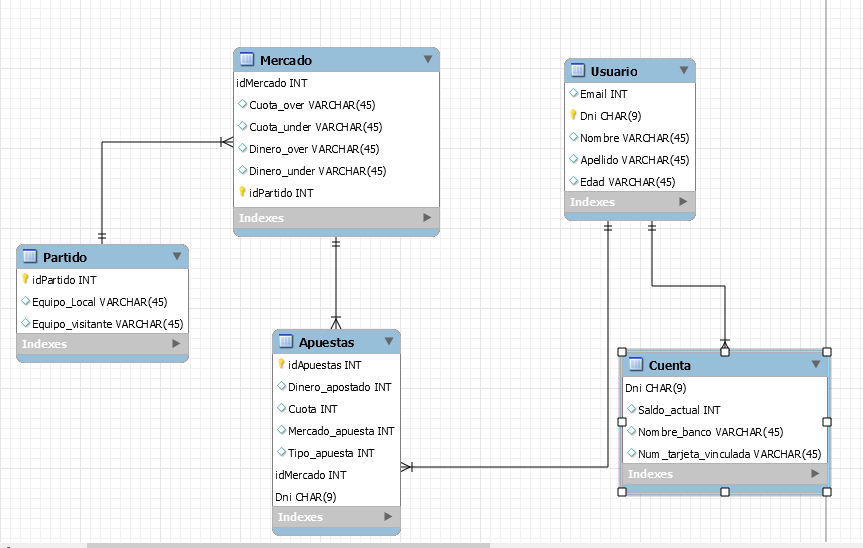 Mercado
idMercado INT
Cuota_over VARCHAR(45)
Cuota_under VARCHAR(45)
Dinero_over VARCHAR(45)
Dinero_under VARCHAR(45)
idPartido INT
Indexes
Usuario
Email INT
Dni CHAR(9)
Nombre VARCHAR(45)
Apellido VARCHAR(45)
Edad VARCHAR(45)
Indexes
Partido
idPartido INT
Equipo_Local VARCHAR(45)
Equipo_visitante VARCHAR(45)
Indexes
Apuestas
idApuestas INT
Dinero_apostado INT
Cuota INT
Mercado_apuesta INT
Tipo_apuesta INT
idMercado INT
Dni CHAR(9)
Indexes
Cuenta
Dni CHAR(9)
Saldo_actual INT
Nombre_banco VARCHAR(45)
Num_tarjeta_vinculada VARCHAR(45)
Indexes